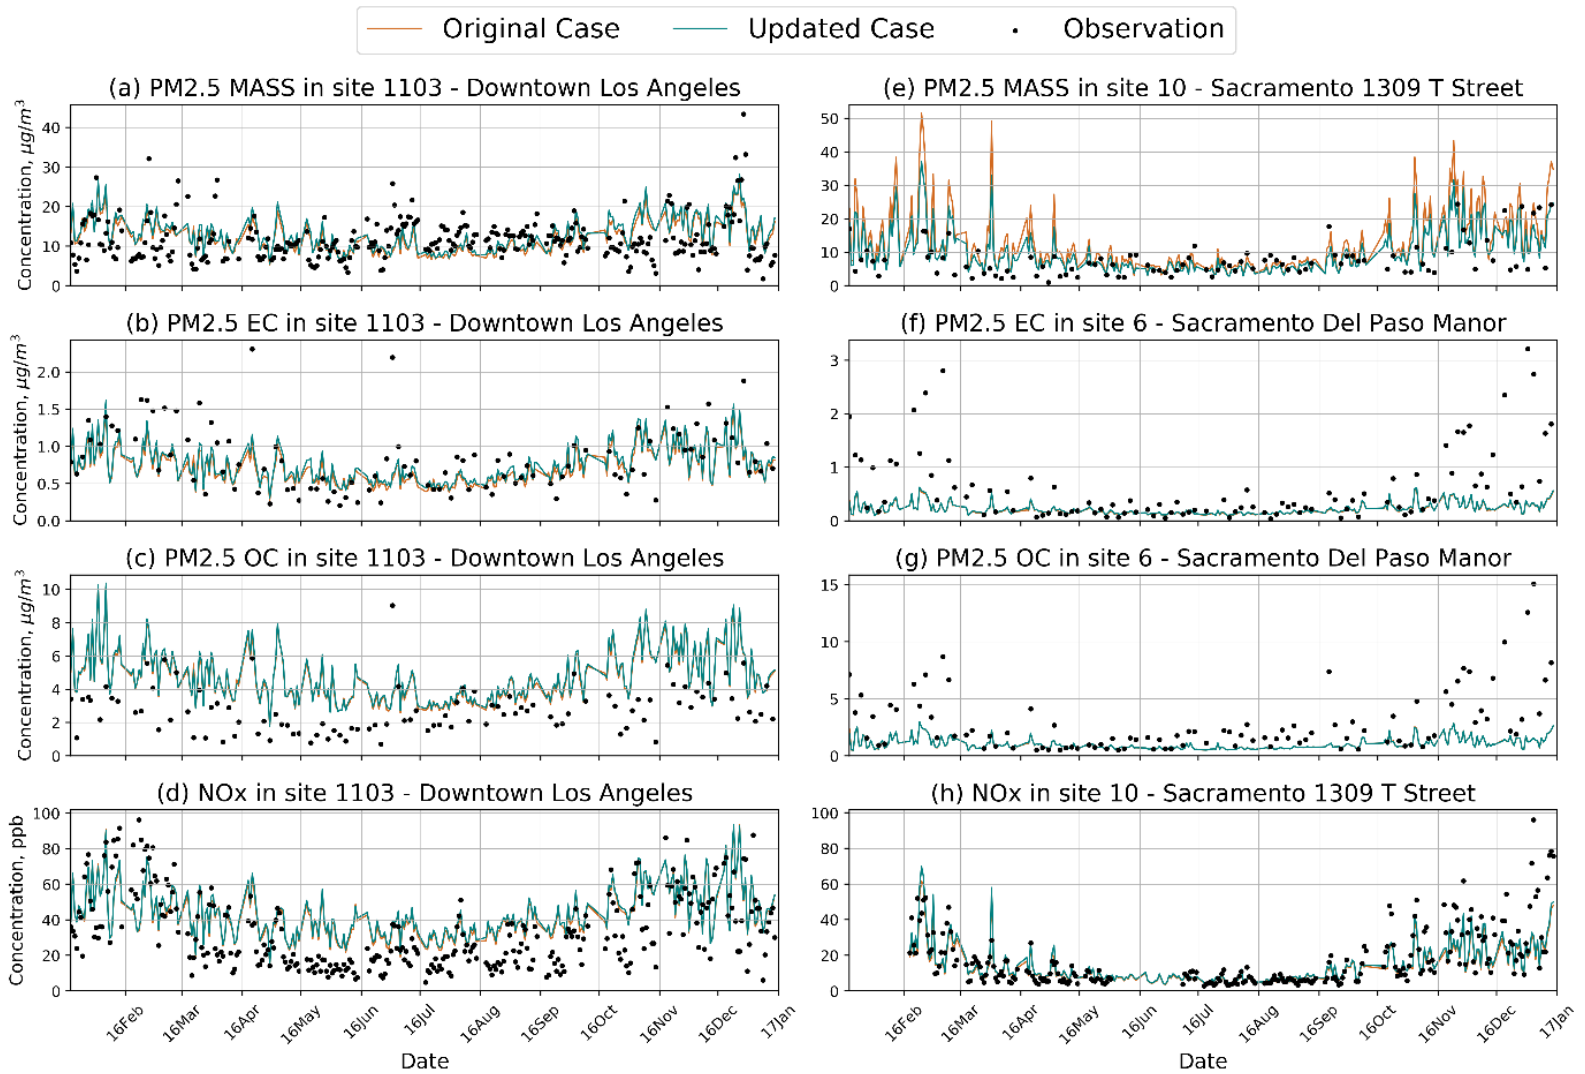 Original Case Updated Case Observation
(a) PM2.5 MASS in site 1103 - Downtown Los Angeles
Concentration, μg/m³
40
30
20
10
0
(e) PM2.5 MASS in site 10 - Sacramento 1309 T Street
50
40
30
20
10
0
(b) PM2.5 EC in site 1103 - Downtown Los Angeles
Concentration, μg/m³
2.0
1.5
1.0
0.5
0.0
(f) PM2.5 EC in site 6 - Sacramento Del Paso Manor
3
2
1
0
(c) PM2.5 OC in site 1103 - Downtown Los Angeles
Concentration, μg/m³
10
8
6
4
2
0
(g) PM2.5 OC in site 6 - Sacramento Del Paso Manor
15
10
5
0
(d) NOx in site 1103 - Downtown Los Angeles
Concentration, ppb
100
80
60
40
20
0
16Feb 16Mar 16Apr 16May 16Jun 16Jul 16Aug 16Sep 16Oct 16Nov 16Dec 17Jan
Date
(h) NOx in site 10 - Sacramento 1309 T Street
100
80
60
40
20
0
16Feb 16Mar 16Apr 16May 16Jun 16Jul 16Aug 16Sep 16Oct 16Nov 16Dec 17Jan
Date